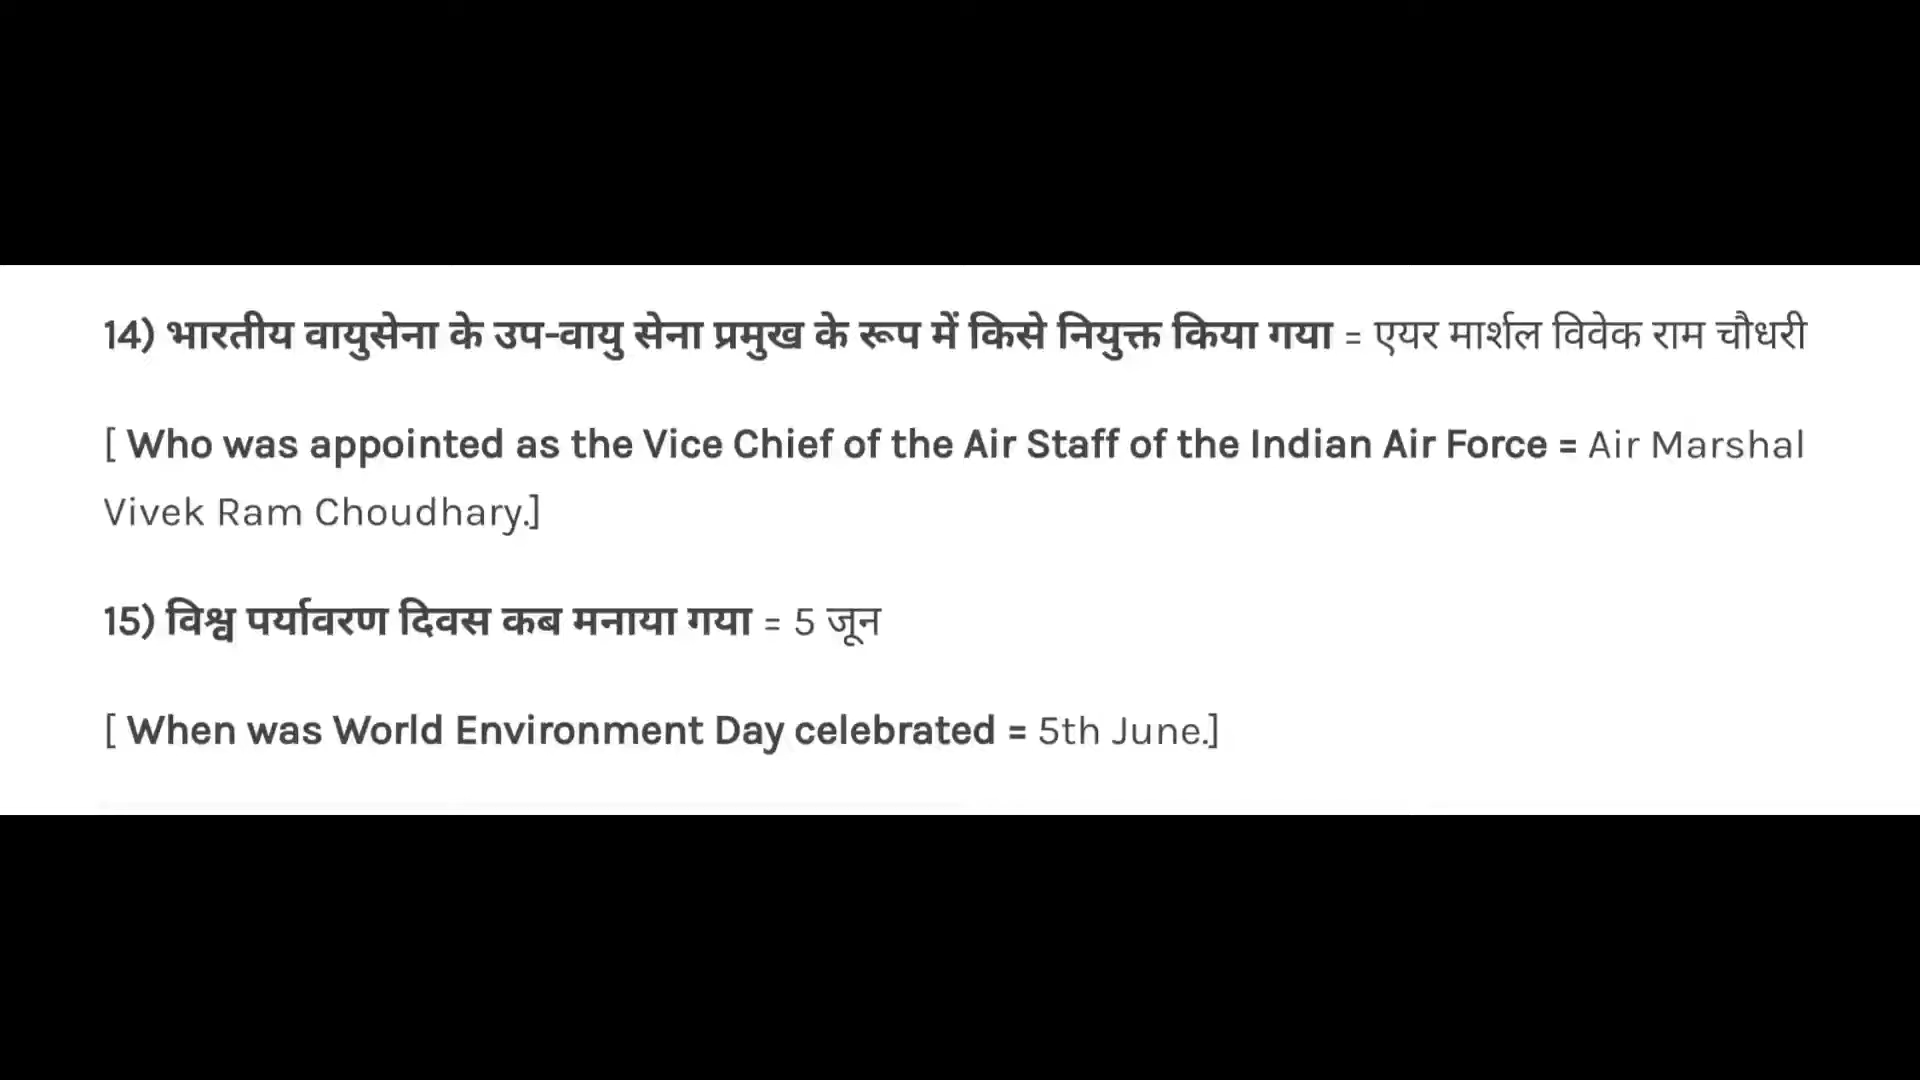 14) भारतीय वायुसेना के उप-वायु सेना प्रमुख के रूप में किसे नियुक्त किया गया = एयर मार्शल विवेक राम चौधरी
[ Who was appointed as the Vice Chief of the Air Staff of the Indian Air Force = Air Marshal
Vivek Ram Choudhary.]
15) विश्व पर्यावरण दिवस कब मनाया गया = 5 जून
[ When was World Environment Day celebrated = 5th June.]